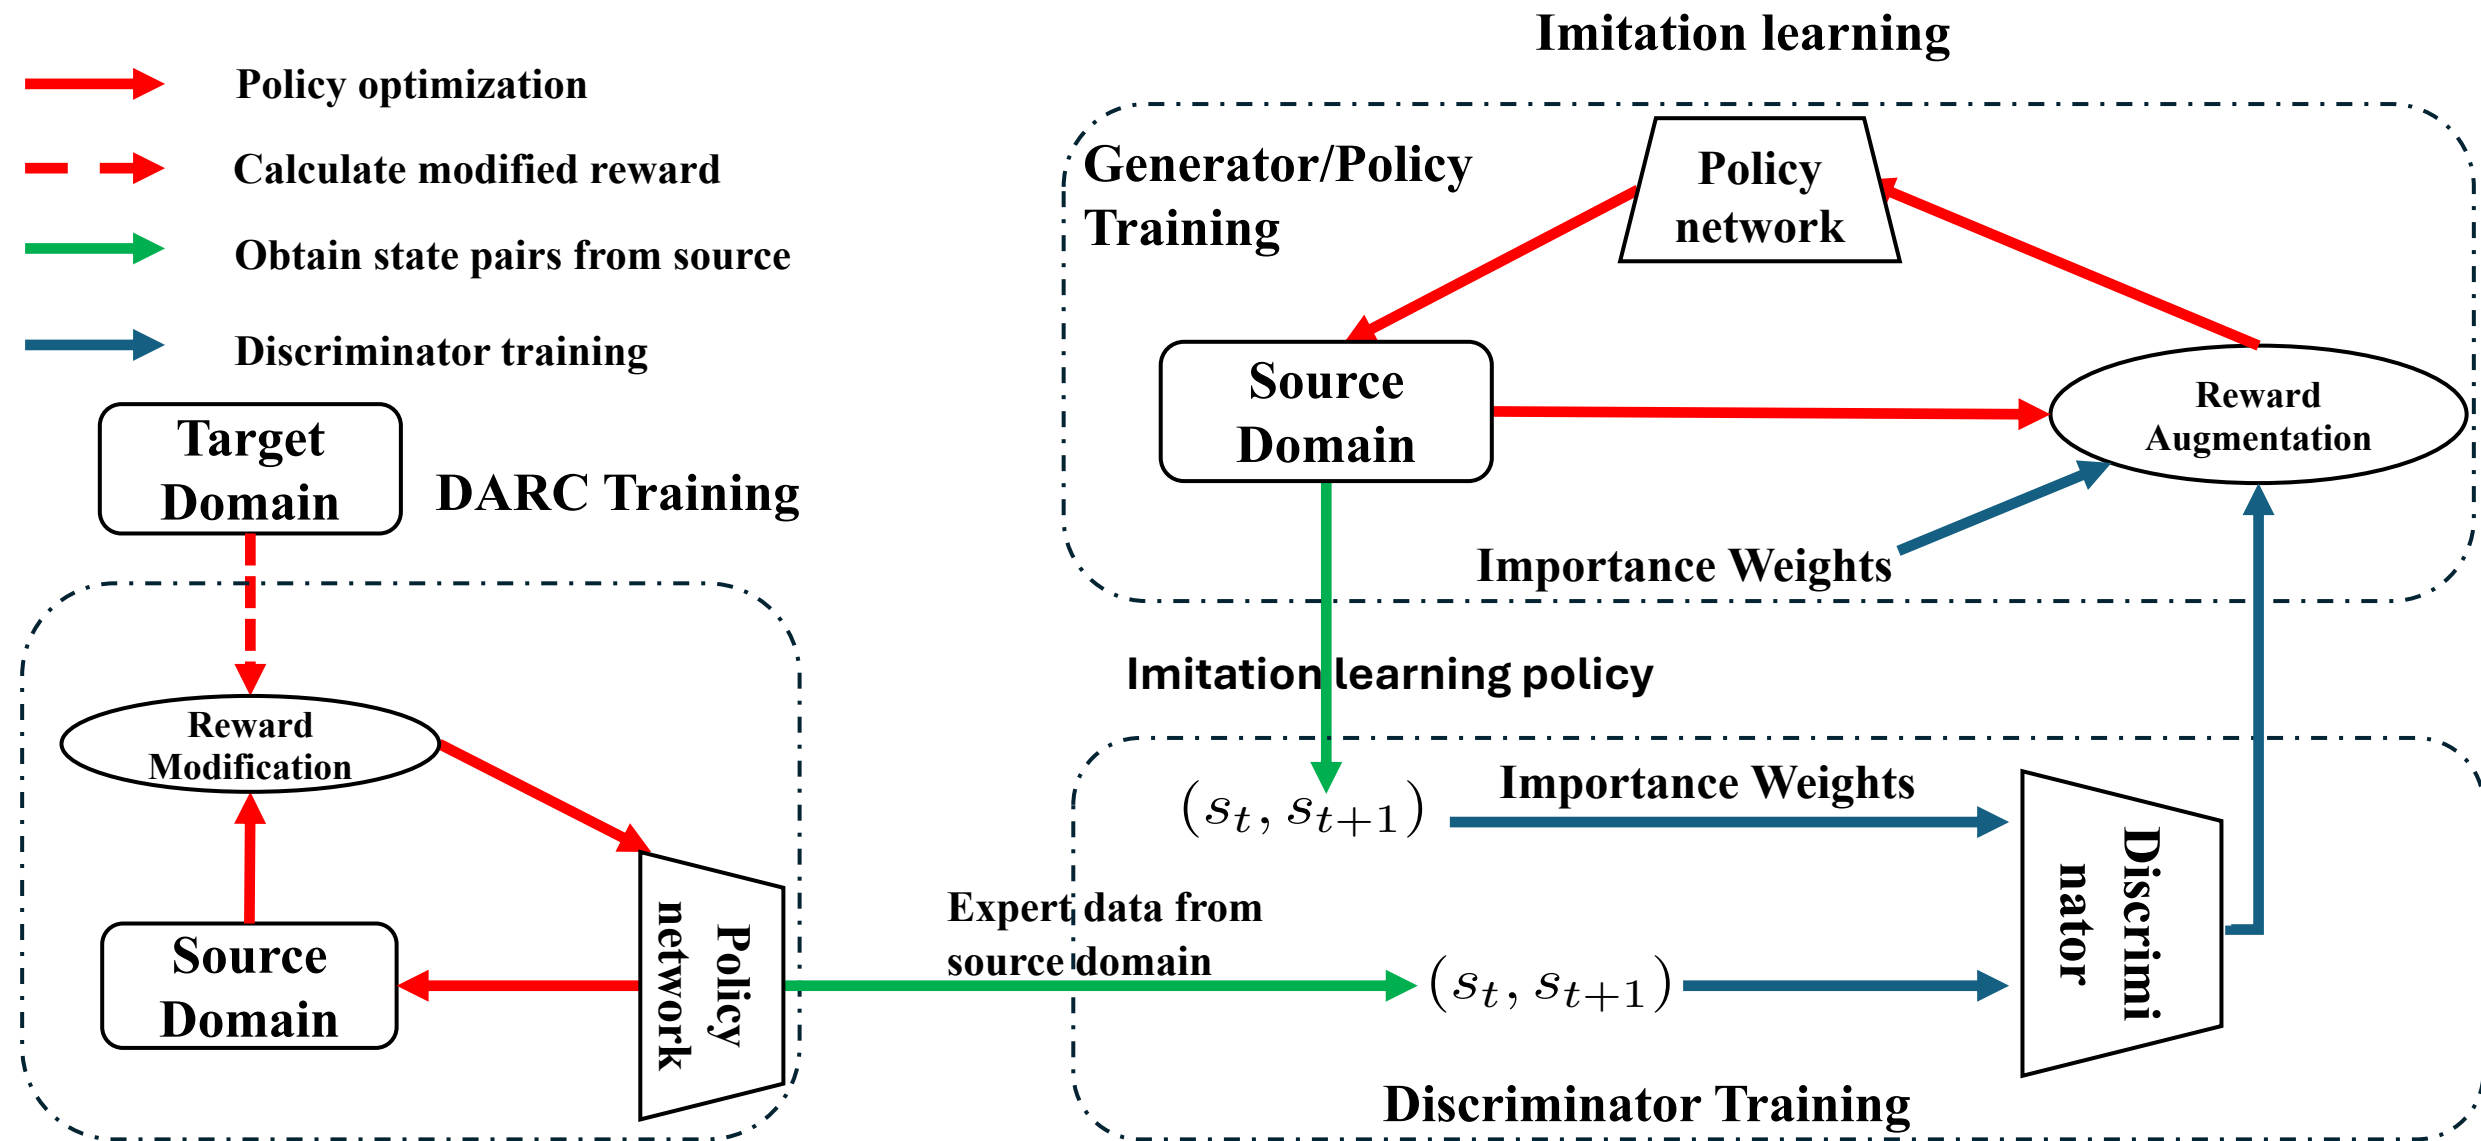 Policy optimization
Calculate modified reward
Obtain state pairs from source
Discriminator training
Target
Domain
DARC Training
Reward
Modification
Source
Domain
Policy
network
Expert data from
source domain
Imitation learning
Generator/Policy
Training
Policy
network
Source
Domain
Reward
Augmentation
Importance Weights
Imitation learning policy
(s_t, s_{t+1})
Importance Weights
(s_t, s_{t+1})
Discrimi
nator
Discriminator Training